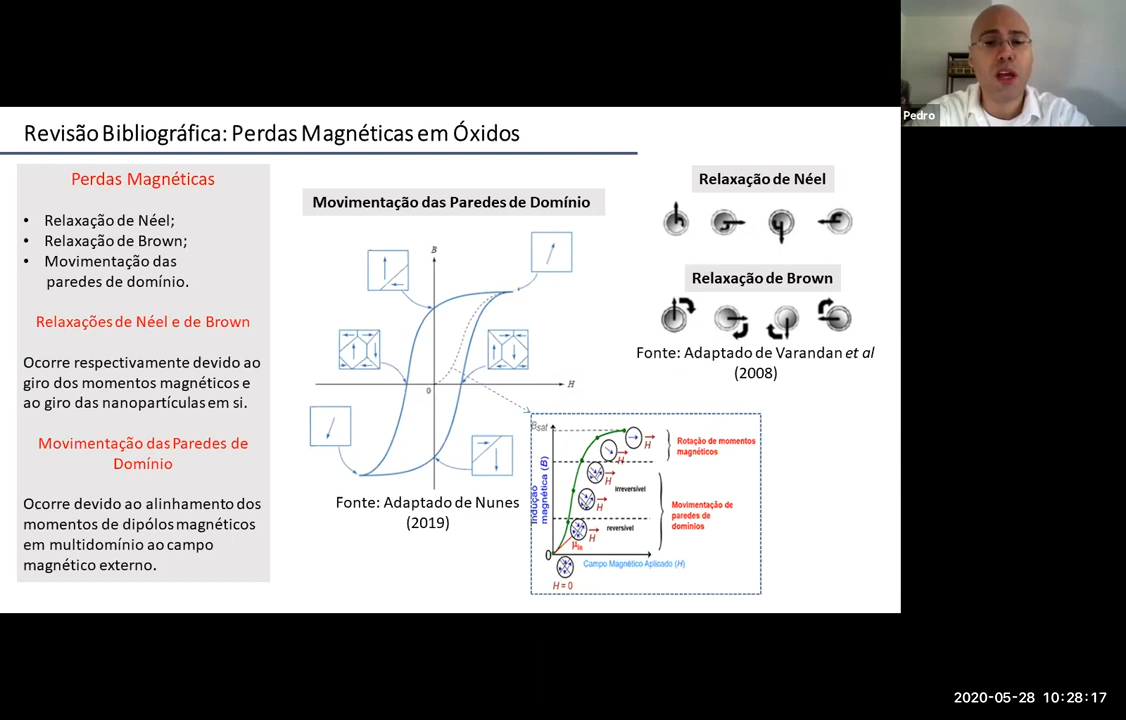 Pedro
Revisão Bibliográfica: Perdas Magnéticas em Óxidos
Perdas Magnéticas
• Relaxação de Néel;
• Relaxação de Brown;
• Movimentação das
paredes de domínio.
Relaxações de Néel e de Brown
Ocorre respectivamente devido ao
giro dos momentos magnéticos e
ao giro das nanopartículas em si.
Movimentação das Paredes de
Domínio
Ocorre devido ao alinhamento dos
momentos de dipólos magnéticos
em multidomínio ao campo
magnético externo.
Movimentação das Paredes de Domínio
B
H
0
Fonte: Adaptado de Nunes
(2019)
Relaxação de Néel
Relaxação de Brown
Fonte: Adaptado de Varandan et al
(2008)
Bsat
Indução
magnética (B)
H
H
H
H
H
Rotação de momentos
magnéticos
irreversível
Movimentação de
paredes de
domínios
reversível
μin
0
Campo Magnético Aplicado (H)
H = 0
2020-05-28 10:28:17